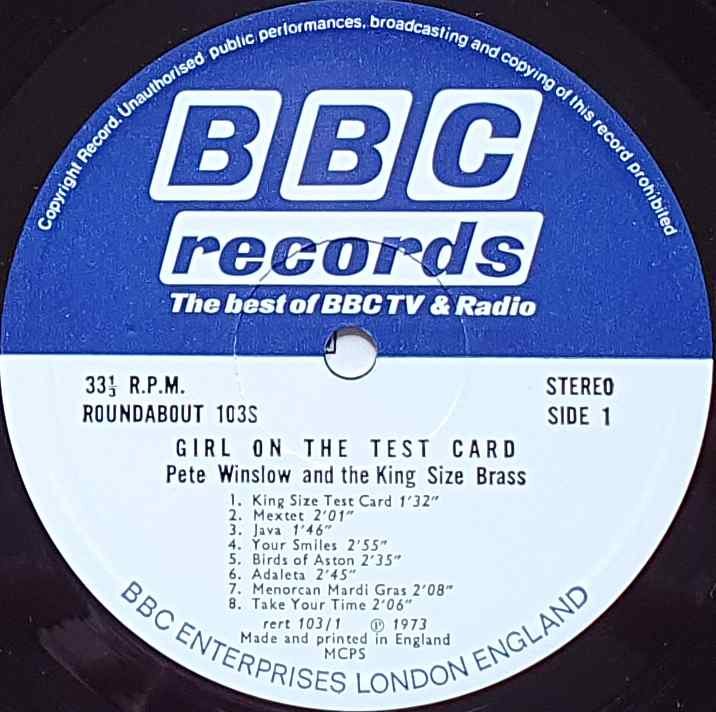 Copyright Record. Unauthorised public performances, broadcasting and copying of this record prohibited
BBC
records
The best of BBC TV & Radio
33⅓ R.P.M.
STEREO
ROUNDABOUT 103S
SIDE 1
GIRL ON THE TEST CARD
Pete Winslow and the King Size Brass
1. King Size Test Card 1'32"
2. Mextet 2'01"
3. Java 1'46"
4. Your Smiles 2'55"
5. Birds of Aston 2'35"
6. Adaleta 2'45"
7. Menorcan Mardi Gras 2'08"
8. Take Your Time 2'06"
rert 103/1 ℗ 1973
Made and printed in England
MCPS
BBC ENTERPRISES LONDON ENGLAND